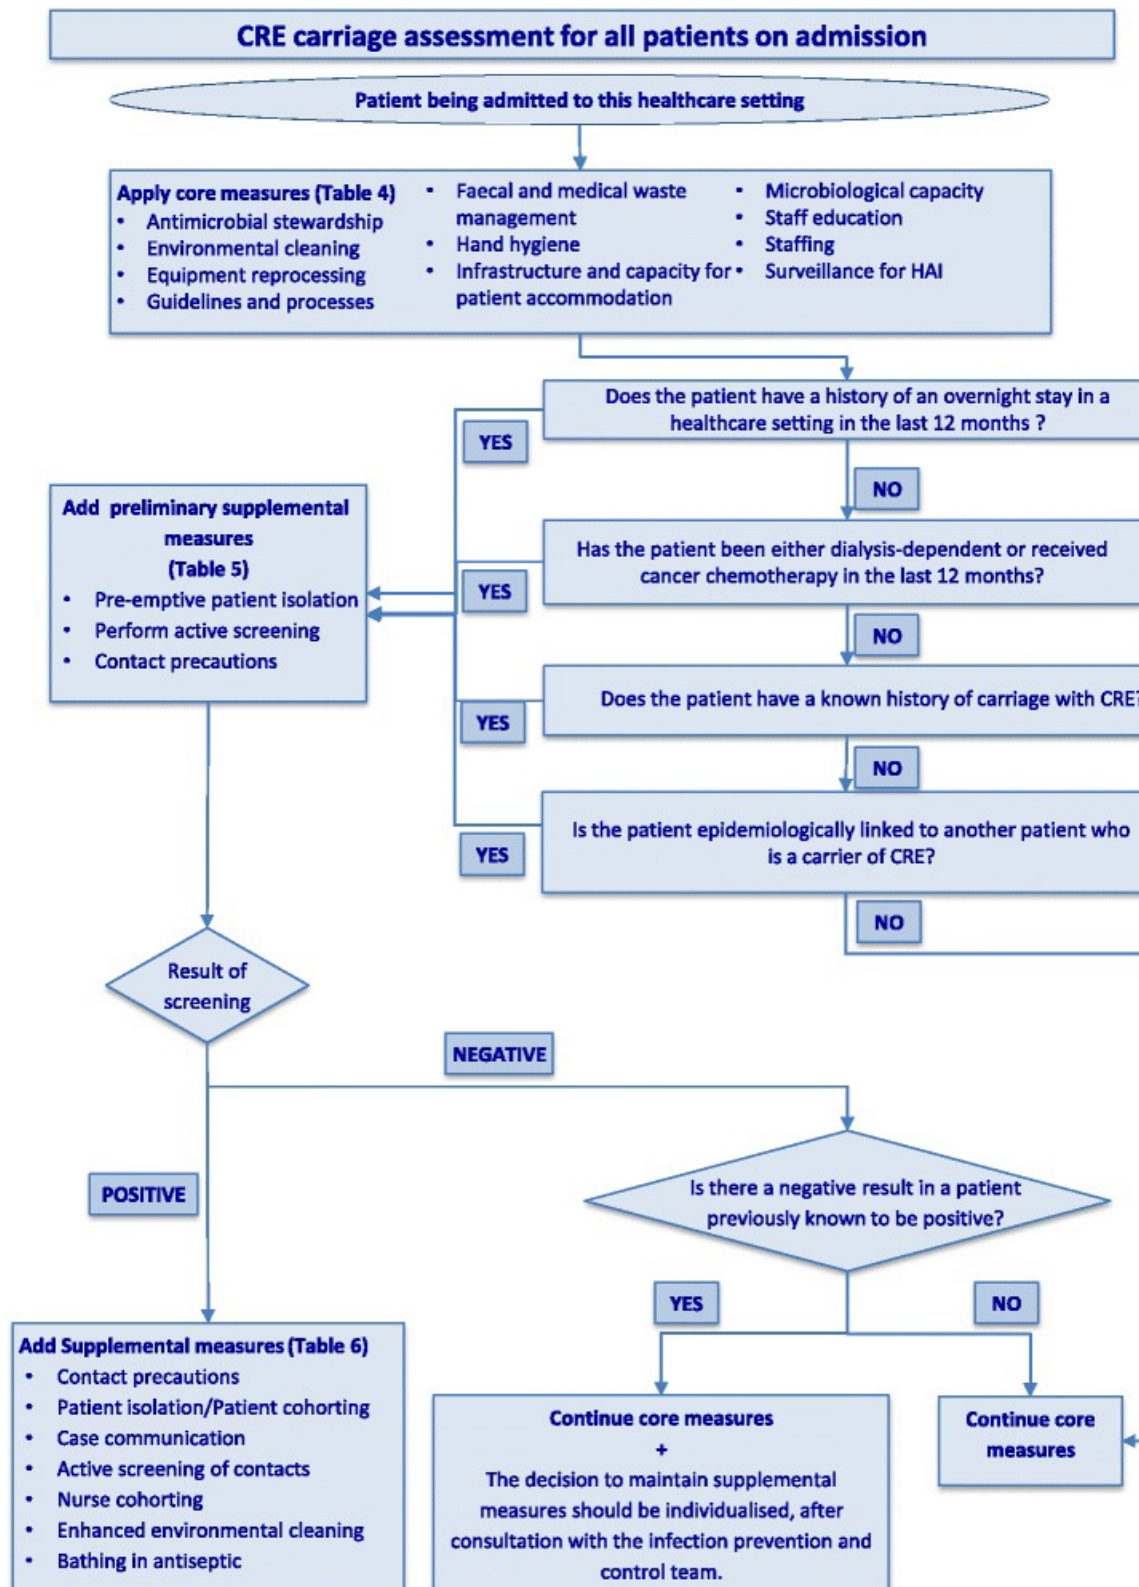 CRE carriage assessment for all patients on admission
Patient being admitted to this healthcare setting
Apply core measures (Table 4)
• Antimicrobial stewardship
• Environmental cleaning
• Equipment reprocessing
• Guidelines and processes
• Faecal and medical waste
management
• Hand hygiene
• Infrastructure and capacity for
patient accommodation
• Microbiological capacity
• Staff education
• Staffing
• Surveillance for HAI
Does the patient have a history of an overnight stay in a
healthcare setting in the last 12 months ?
YES
NO
Add preliminary supplemental
measures
(Table 5)
• Pre-emptive patient isolation
• Perform active screening
• Contact precautions
Has the patient been either dialysis-dependent or received
cancer chemotherapy in the last 12 months?
YES
NO
Does the patient have a known history of carriage with CRE?
YES
NO
Is the patient epidemiologically linked to another patient who
is a carrier of CRE?
YES
NO
Result of
screening
NEGATIVE
POSITIVE
Is there a negative result in a patient
previously known to be positive?
YES
NO
Add Supplemental measures (Table 6)
• Contact precautions
• Patient isolation/Patient cohorting
• Case communication
• Active screening of contacts
• Nurse cohorting
• Enhanced environmental cleaning
• Bathing in antiseptic
Continue core measures
+
The decision to maintain supplemental
measures should be individualised, after
consultation with the infection prevention and
control team.
Continue core
measures